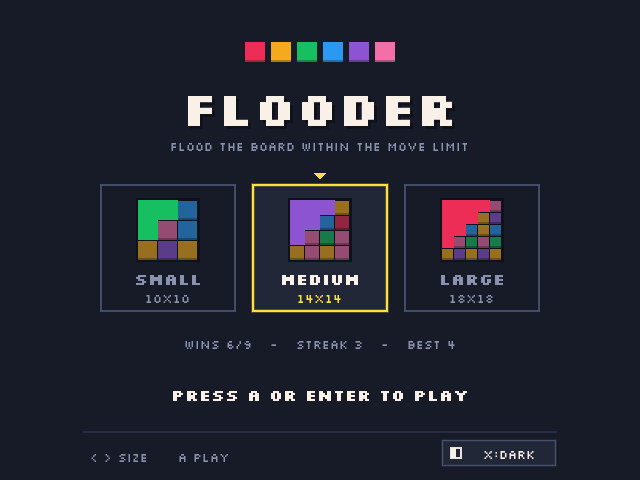 FLOODER
FLOOD THE BOARD WITHIN THE MOVE LIMIT
SMALL MEDIUM LARGE
10X10 14X14 18X18
WINS 6/9 - STREAK 3 - BEST 4
PRESS A OR ENTER TO PLAY
< > SIZE A PLAY X:DARK